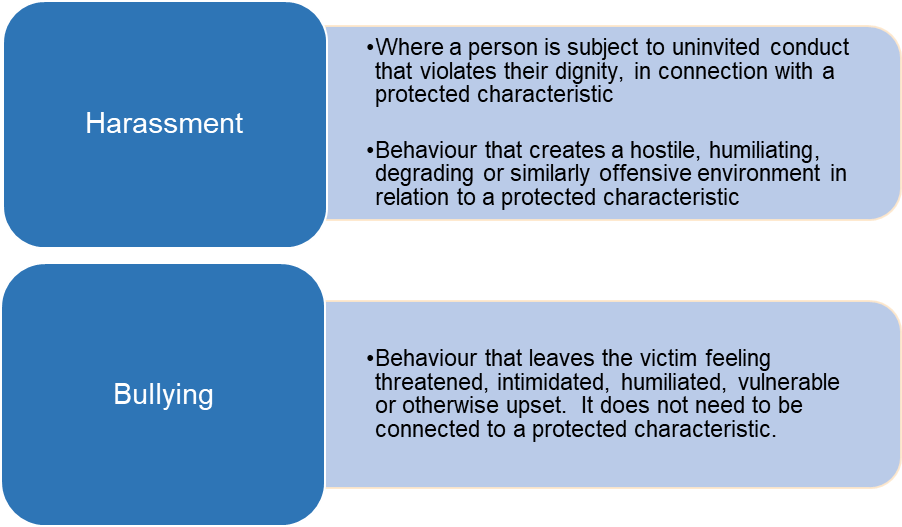 Harassment
•Where a person is subject to uninvited conduct
that violates their dignity, in connection with a
protected characteristic
•Behaviour that creates a hostile, humiliating,
degrading or similarly offensive environment in
relation to a protected characteristic
Bullying
•Behaviour that leaves the victim feeling
threatened, intimidated, humiliated, vulnerable
or otherwise upset.  It does not need to be
connected to a protected characteristic.